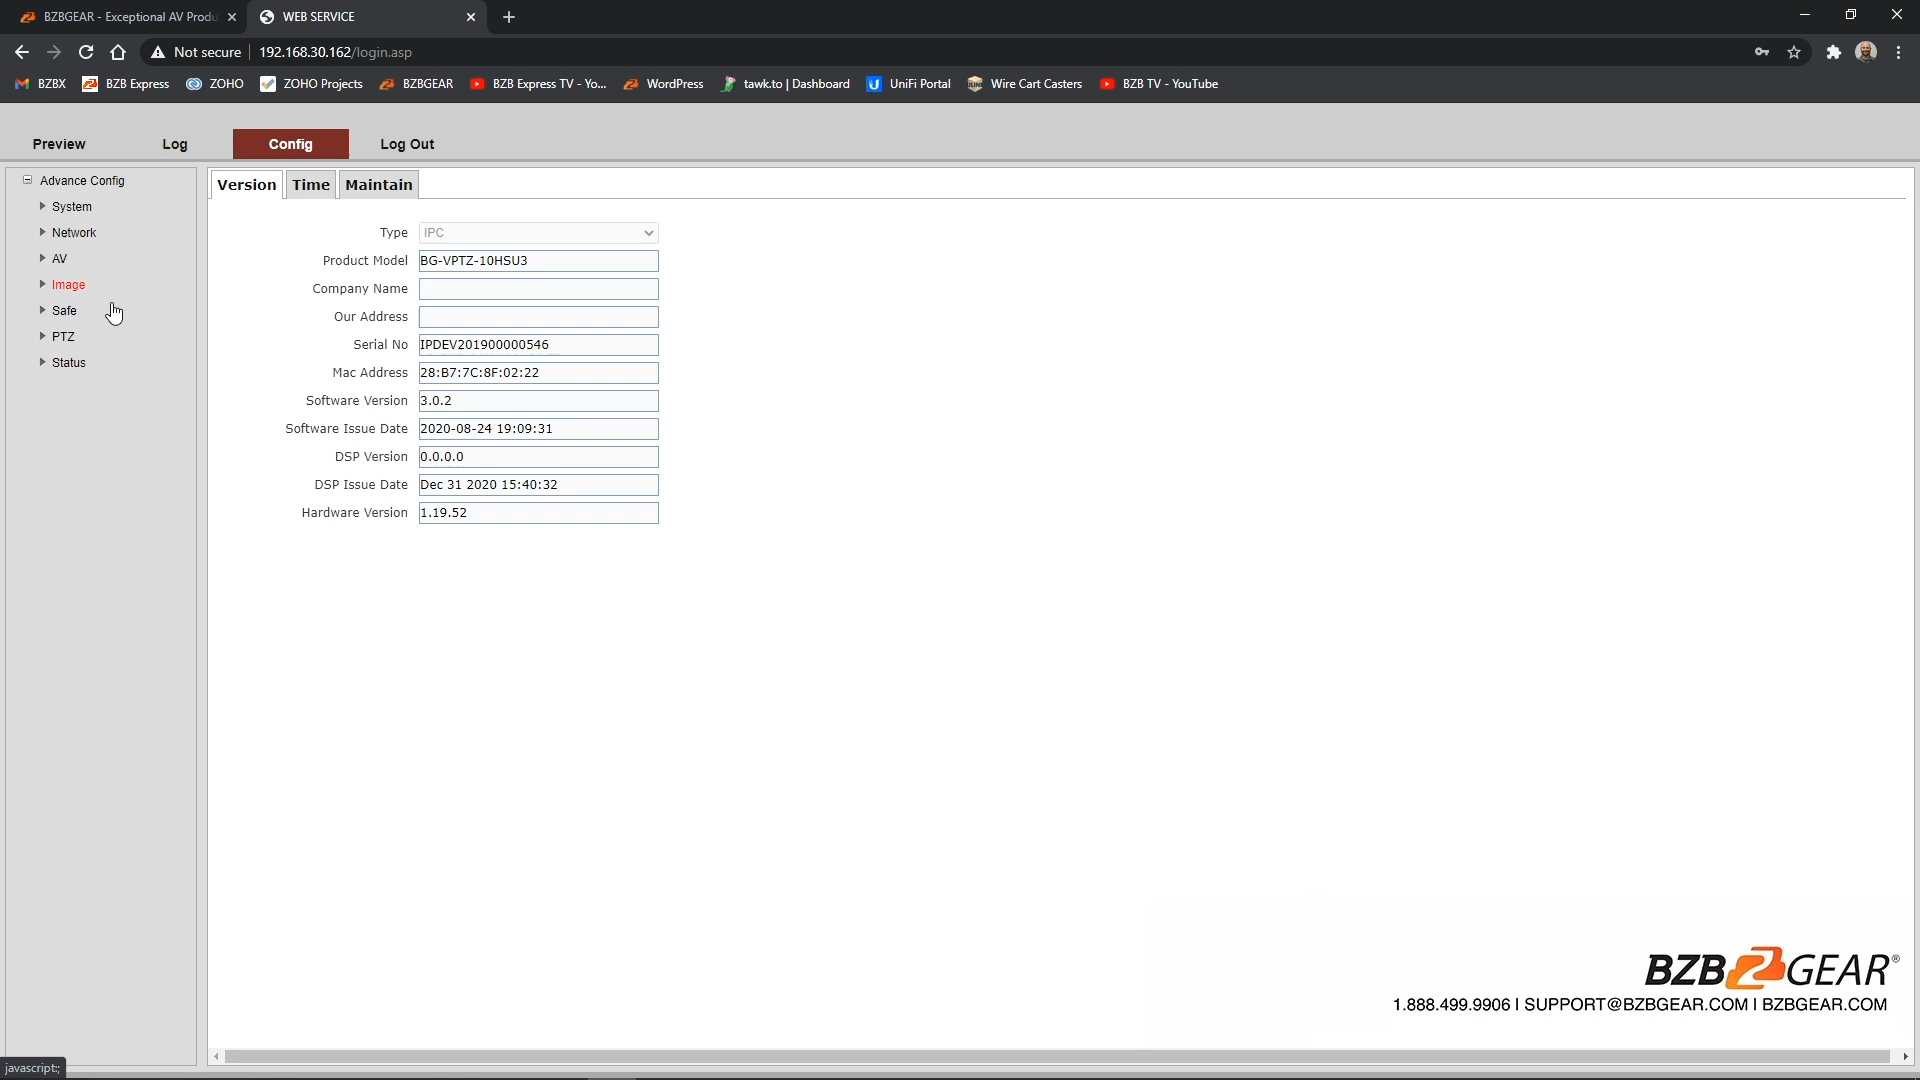 BZBGEAR - Exceptional AV Produ
WEB SERVICE
Not secure
192.168.30.162/login.asp
BZBX
BZB Express
ZOHO
ZOHO Projects
BZBGEAR
BZB Express TV - Yo...
WordPress
tawk.to | Dashboard
UniFi Portal
Wire Cart Casters
BZB TV - YouTube
Preview
Log
Config
Log Out
Advance Config
System
Network
AV
Image
Safe
PTZ
Status
Version
Time
Maintain
Type IPC
Product Model BG-VPTZ-10HSU3
Company Name
Our Address
Serial No IPDEV201900000546
Mac Address 28:B7:7C:8F:02:22
Software Version 3.0.2
Software Issue Date 2020-08-24 19:09:31
DSP Version 0.0.0.0
DSP Issue Date Dec 31 2020 15:40:32
Hardware Version 1.19.52
BZB GEAR®
1.888.499.9906 I SUPPORT@BZBGEAR.COM I BZBGEAR.COM
javascript:;